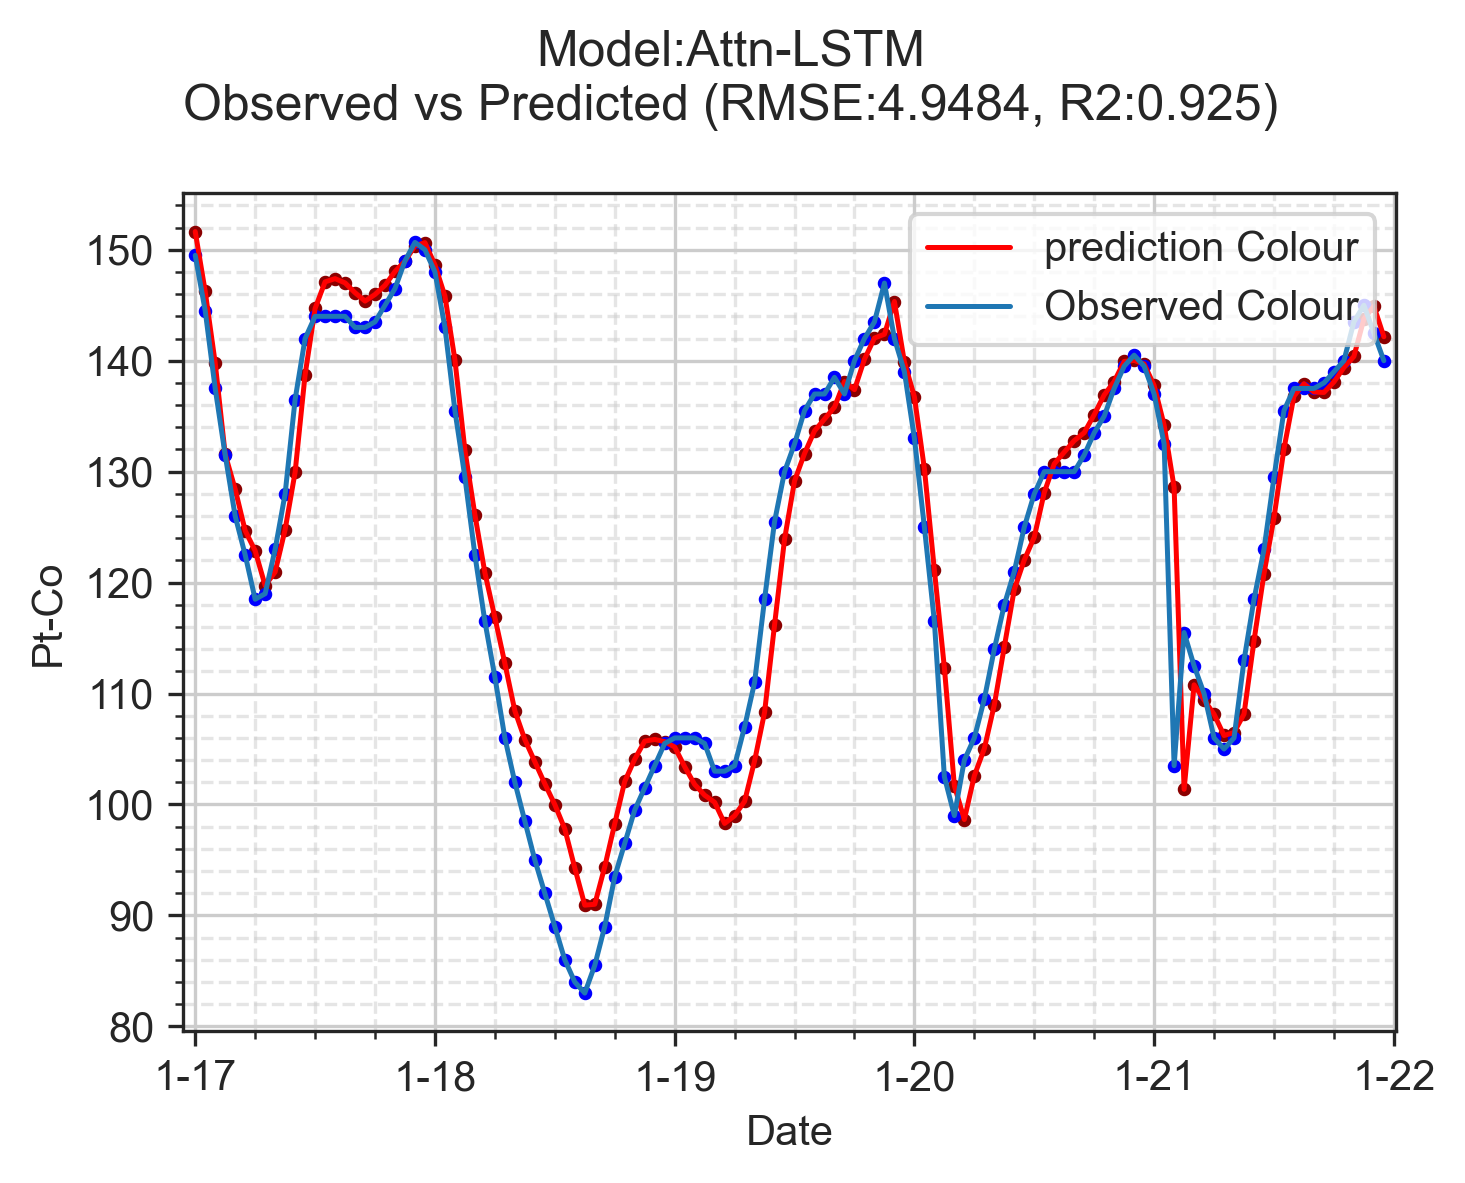 Model:Attn-LSTM
Observed vs Predicted (RMSE:4.9484, R2:0.925)
prediction Colour
Observed Colour
150
140
130
120
110
100
90
80
Pt-Co
1-17
1-18
1-19
1-20
1-21
1-22
Date